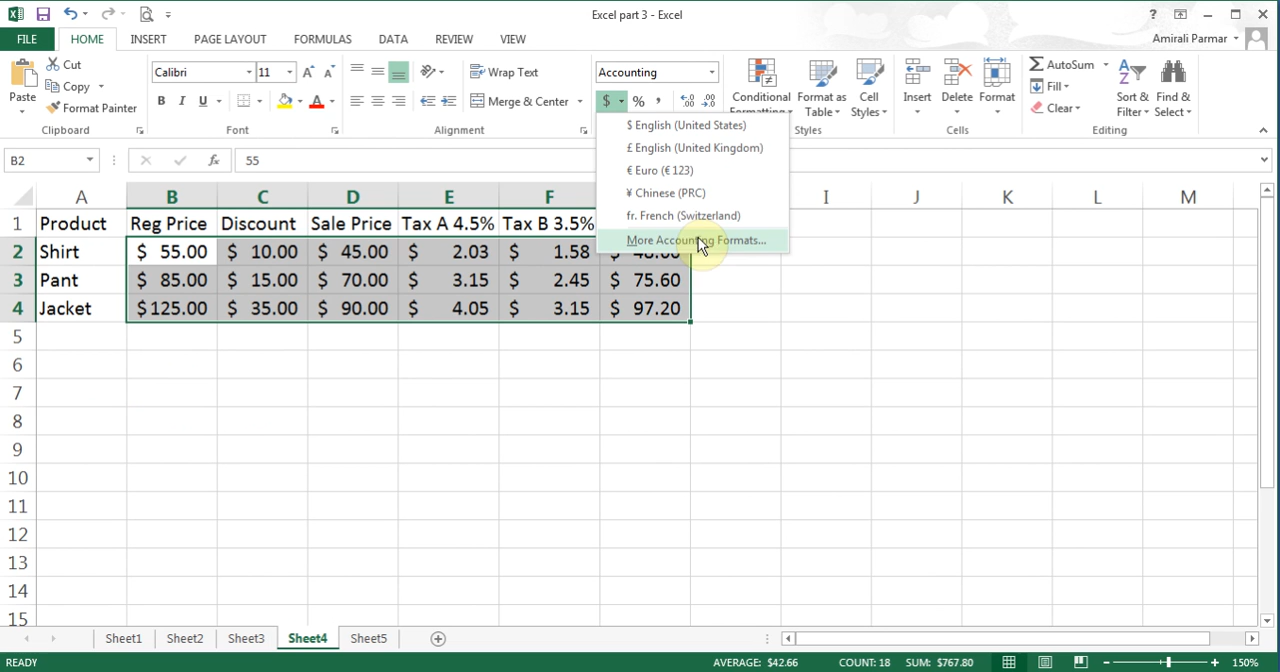 Excel part 3 - Excel
?
FILE HOME INSERT PAGE LAYOUT FORMULAS DATA REVIEW VIEW
Amirali Parmar
Paste
Cut
Copy
Format Painter
Clipboard
Calibri 11
B I U
A
Font
Wrap Text
Merge & Center
Alignment
Accounting
$ % ,
Conditional
Format as Table
Cell Styles
Styles
Insert Delete Format
Cells
AutoSum
Fill
Clear
Sort & Filter
Find & Select
Editing
$ English (United States)
£ English (United Kingdom)
€ Euro (€ 123)
¥ Chinese (PRC)
fr. French (Switzerland)
More Accounting Formats...
B2 fx 55
A B C D E F I J K L M
1 Product Reg Price Discount Sale Price Tax A 4.5% Tax B 3.5%
2 Shirt $ 55.00 $ 10.00 $ 45.00 $ 2.03 $ 1.58
3 Pant $ 85.00 $ 15.00 $ 70.00 $ 3.15 $ 2.45 $ 75.60
4 Jacket $125.00 $ 35.00 $ 90.00 $ 4.05 $ 3.15 $ 97.20
5
6
7
8
9
10
11
12
13
14
15
Sheet1 Sheet2 Sheet3 Sheet4 Sheet5
READY AVERAGE: $42.66 COUNT: 18 SUM: $767.80 150%